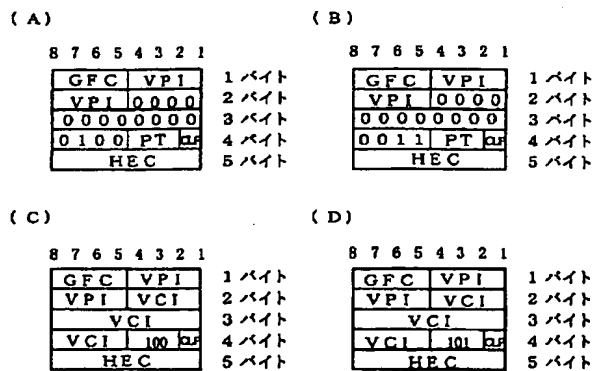 (A)
8 7 6 5 4 3 2 1
GFC VPI 1バイト
VPI 0000 2バイト
00000000 3バイト
0100 PT CLP 4バイト
HEC 5バイト
(B)
8 7 6 5 4 3 2 1
GFC VPI 1バイト
VPI 0000 2バイト
00000000 3バイト
0011 PT CLP 4バイト
HEC 5バイト
(C)
8 7 6 5 4 3 2 1
GFC VPI 1バイト
VPI VCI 2バイト
VCI 3バイト
VCI 100 CLP 4バイト
HEC 5バイト
(D)
8 7 6 5 4 3 2 1
GFC VPI 1バイト
VPI VCI 2バイト
VCI 3バイト
VCI 101 CLP 4バイト
HEC 5バイト